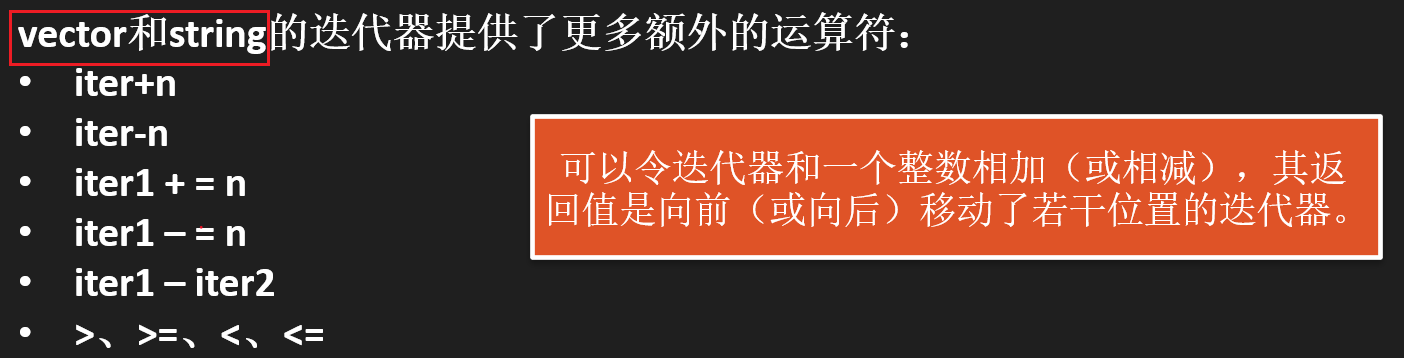 vector和string的迭代器提供了更多额外的运算符：
• iter+n
• iter-n
• iter1 + = n
• iter1 – = n
• iter1 – iter2
• >、>=、<、<=
可以令迭代器和一个整数相加（或相减），其返
回值是向前（或向后）移动了若干位置的迭代器。